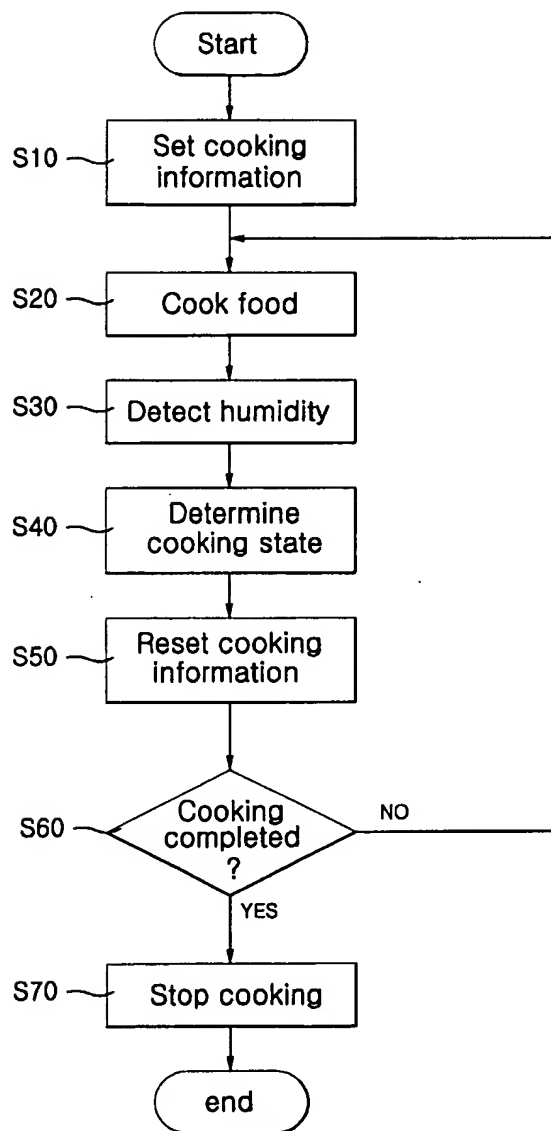 Start
S10
Set cooking
information
S20
Cook food
S30
Detect humidity
S40
Determine
cooking state
S50
Reset cooking
information
S60
Cooking
completed
?
NO
YES
S70
Stop cooking
end